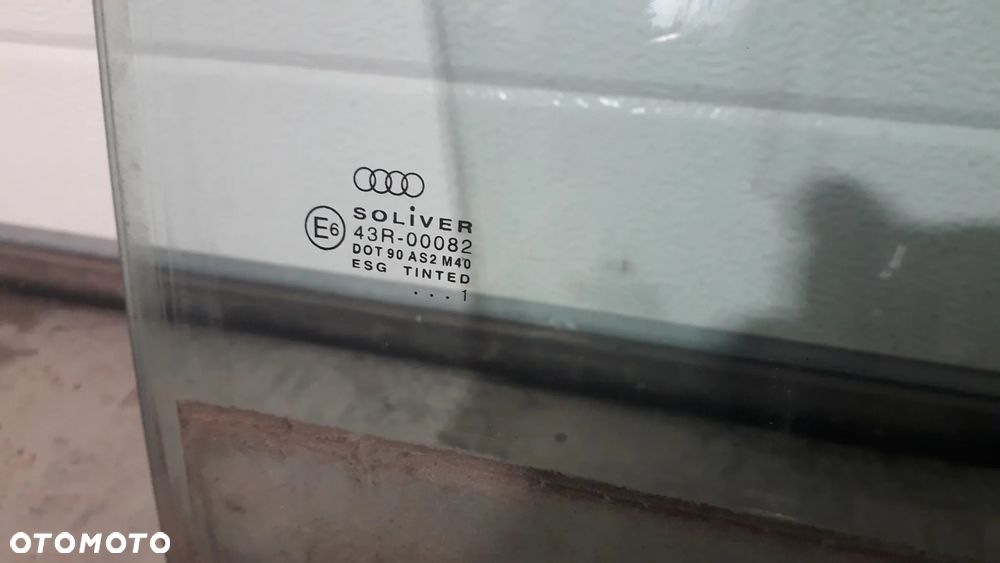 SOLiVER
E6 43R-00082
DOT 90 AS2 M40
ESG TINTED
. . . 1
OTOMOTO